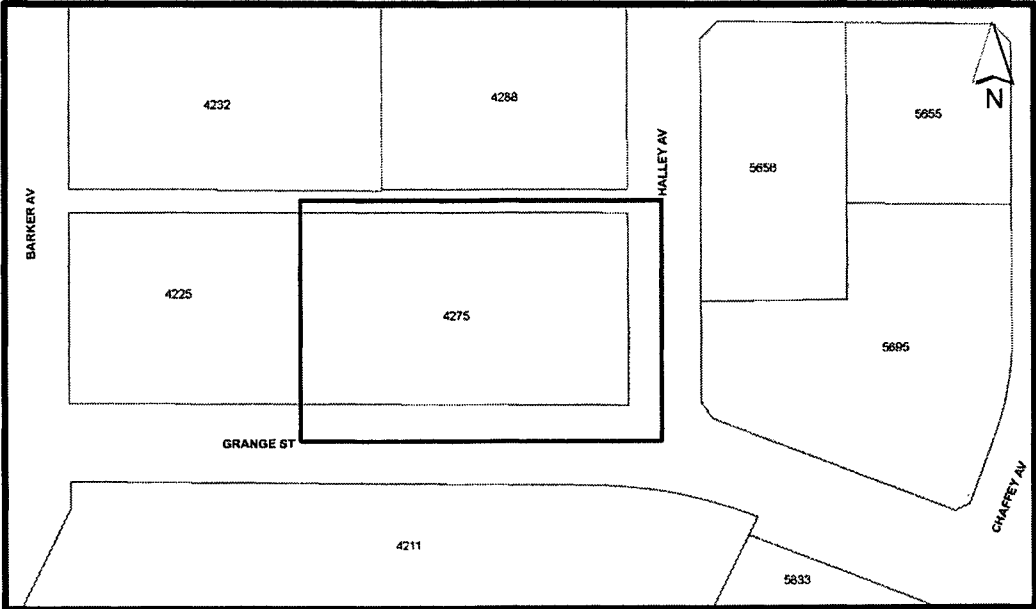 4232
4288
5655
N
HALLEY AV
5658
BARKER AV
4225
4275
5695
GRANGE ST
CHAFFEY AV
4211
5833